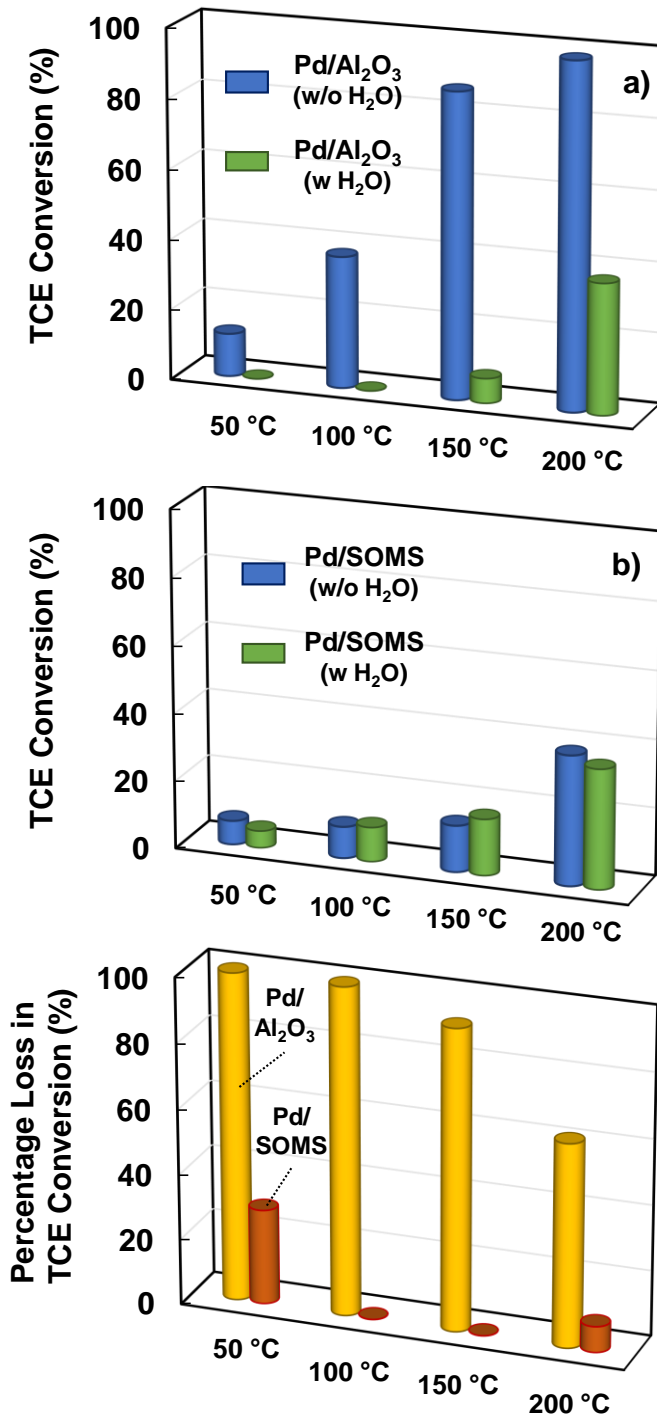 TCE Conversion (%)
100
80
60
40
20
0
Pd/Al₂O₃
(w/o H₂O)
Pd/Al₂O₃
(w H₂O)
a)
50 °C
100 °C
150 °C
200 °C
TCE Conversion (%)
100
80
60
40
20
0
Pd/SOMS
(w/o H₂O)
Pd/SOMS
(w H₂O)
b)
50 °C
100 °C
150 °C
200 °C
Percentage Loss in
TCE Conversion (%)
100
80
60
40
20
0
Pd/
Al₂O₃
Pd/
SOMS
50 °C
100 °C
150 °C
200 °C